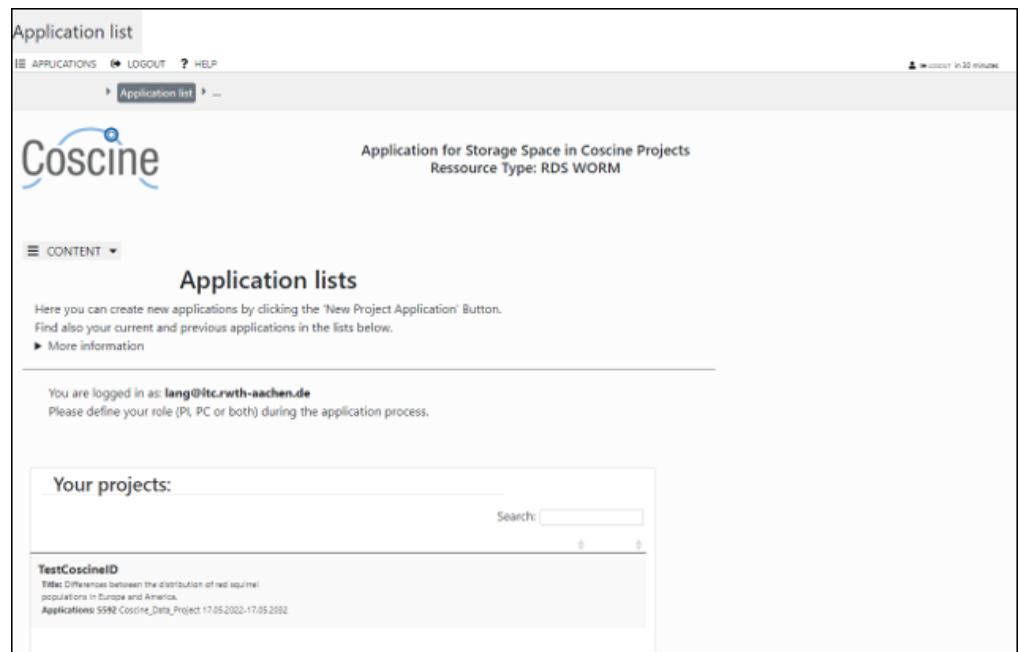 Application list
APPLICATIONS LOGOUT ? HELP
LOGOUT in 30 minutes
Application list ...
Coscine
Application for Storage Space in Coscine Projects
Ressource Type: RDS WORM
CONTENT
Application lists
Here you can create new applications by clicking the 'New Project Application' Button.
Find also your current and previous applications in the lists below.
More information
You are logged in as: lang@itc.rwth-aachen.de
Please define your role (PI, PC or both) during the application process.
Your projects:
Search:
TestCoscineID
Title: Differences between the distribution of red squirrel
populations in Europe and America.
Applications: 5592 Coscine_Data_Project 17.05.2022-17.05.2032